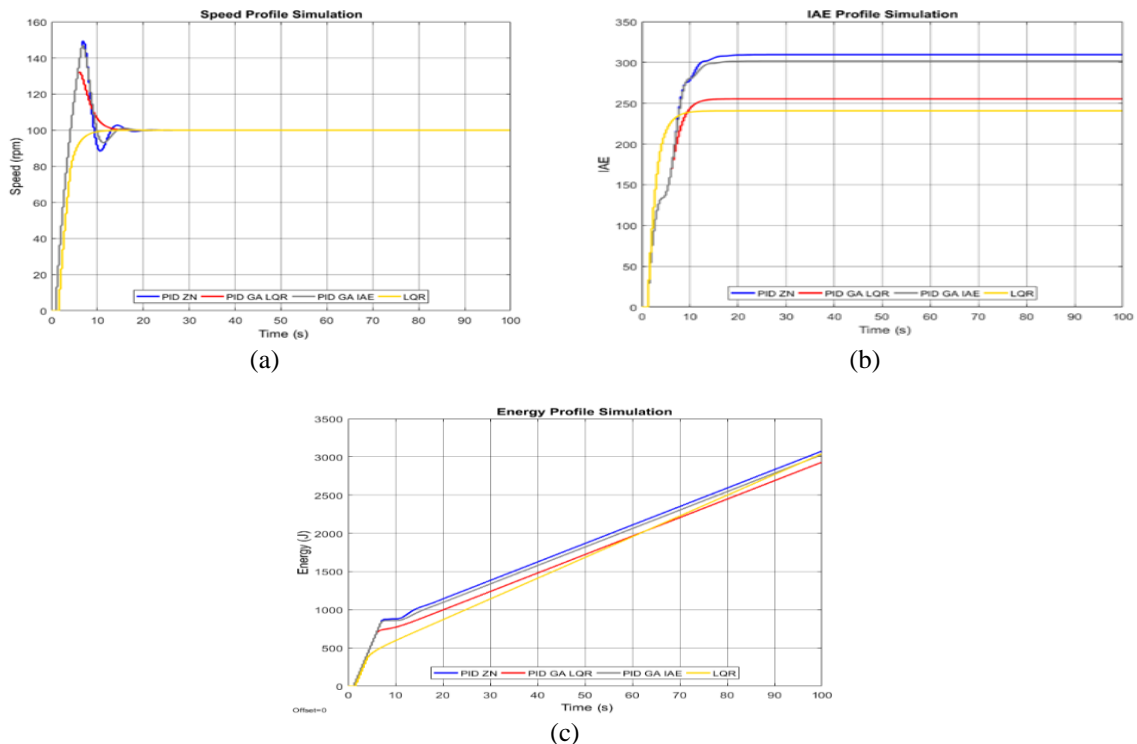 Speed Profile Simulation
160
140
120
100
80
60
40
20
0
Speed (rpm)
PID ZN PID GA LQR PID GA IAE LQR
0 10 20 30 40 50 60 70 80 90 100
Time (s)
(a)
IAE Profile Simulation
350
300
250
200
150
100
50
0
IAE
PID ZN PID GA LQR PID GA IAE LQR
0 10 20 30 40 50 60 70 80 90 100
Time (s)
(b)
Energy Profile Simulation
3500
3000
2500
2000
1500
1000
500
0
Energy (J)
PID ZN PID GA LQR PID GA IAE LQR
0 10 20 30 40 50 60 70 80 90 100
Time (s)
Offset=0
(c)